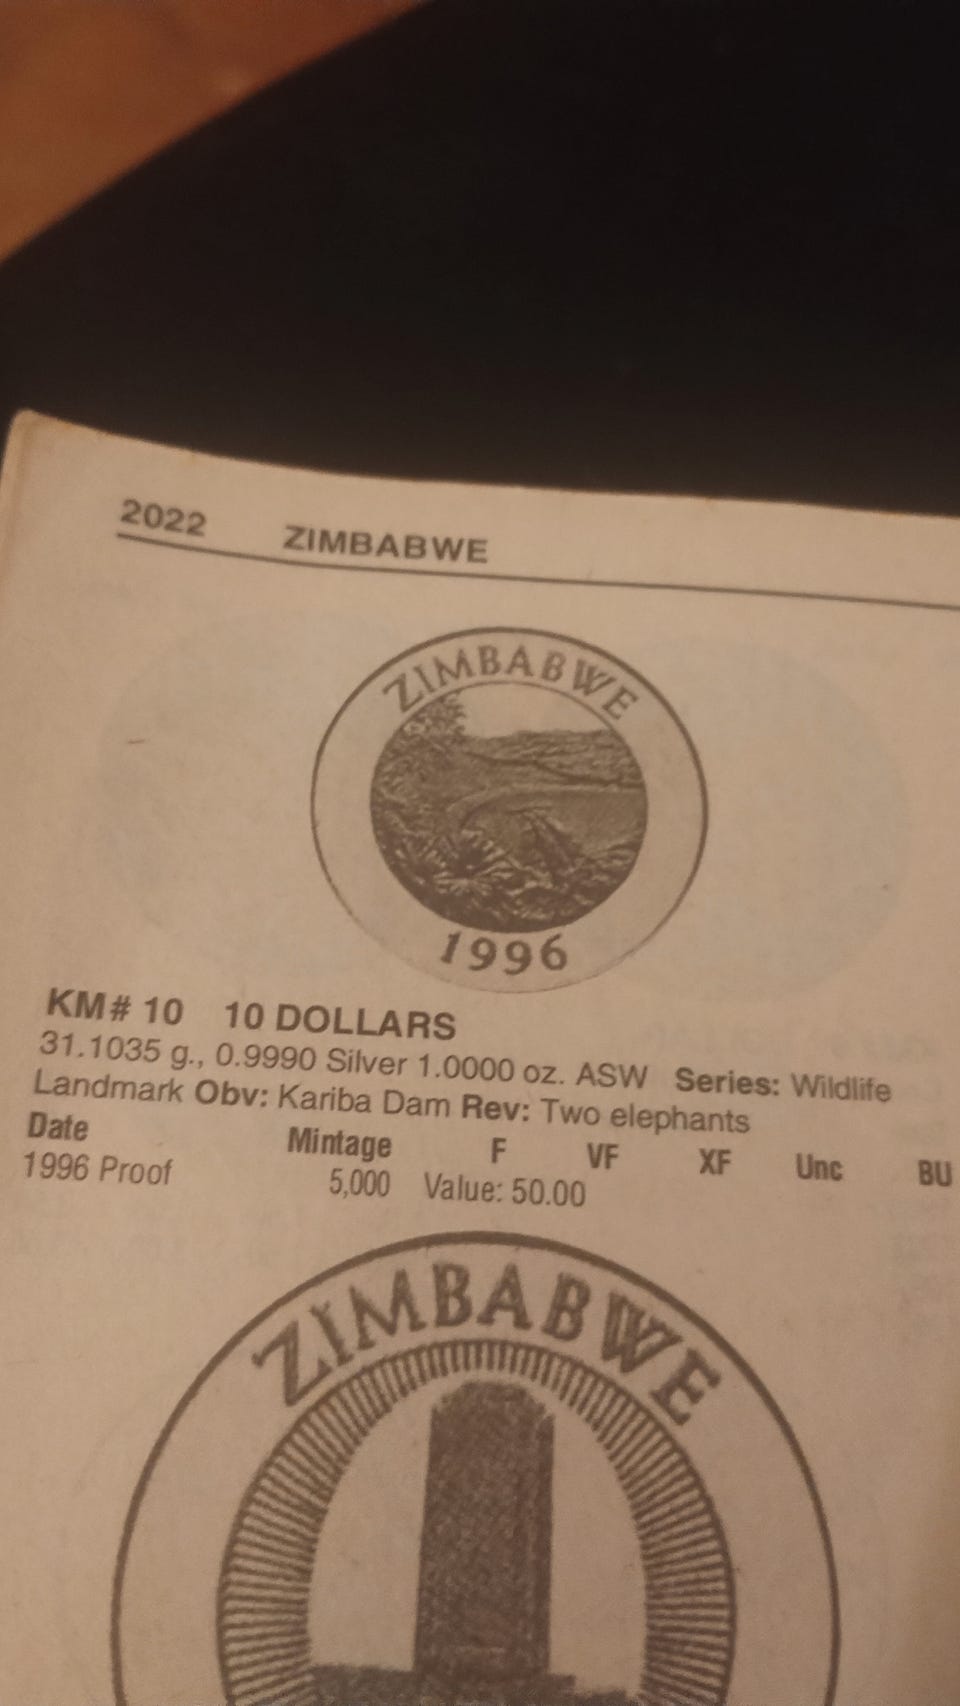 2022 ZIMBABWE
ZIMBABWE
1996
KM# 10 10 DOLLARS
31.1035 g., 0.9990 Silver 1.0000 oz. ASW Series: Wildlife
Landmark Obv: Kariba Dam Rev: Two elephants
Date Mintage F VF XF Unc BU
1996 Proof 5,000 Value: 50.00
ZIMBABWE